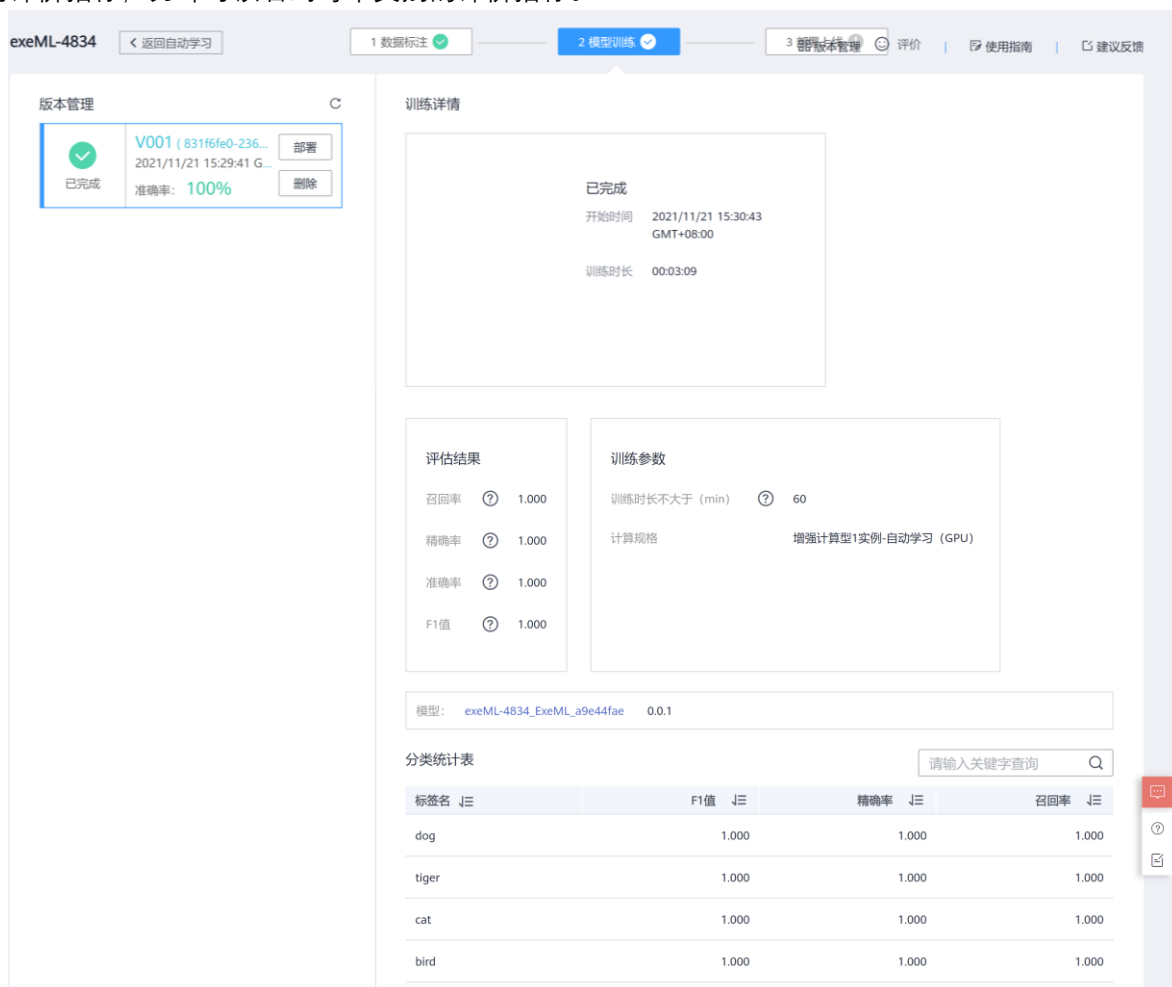 exeML-4834
返回自动学习
1 数据标注
2 模型训练
版本管理
评价
使用指南
建议反馈
版本管理
V001 ( 831f6fe0-236...
2021/11/21 15:29:41 G...
准确率: 100%
已完成
部署
删除
训练详情
已完成
开始时间 2021/11/21 15:30:43
GMT+08:00
训练时长 00:03:09
评估结果
召回率 1.000
精确率 1.000
准确率 1.000
F1值 1.000
训练参数
训练时长不大于 (min) 60
计算规格 增强计算型1实例-自动学习 (GPU)
模型: exeML-4834_ExeML_a9e44fae 0.0.1
分类统计表
请输入关键字查询
标签名 F1值 精确率 召回率
dog 1.000 1.000 1.000
tiger 1.000 1.000 1.000
cat 1.000 1.000 1.000
bird 1.000 1.000 1.000